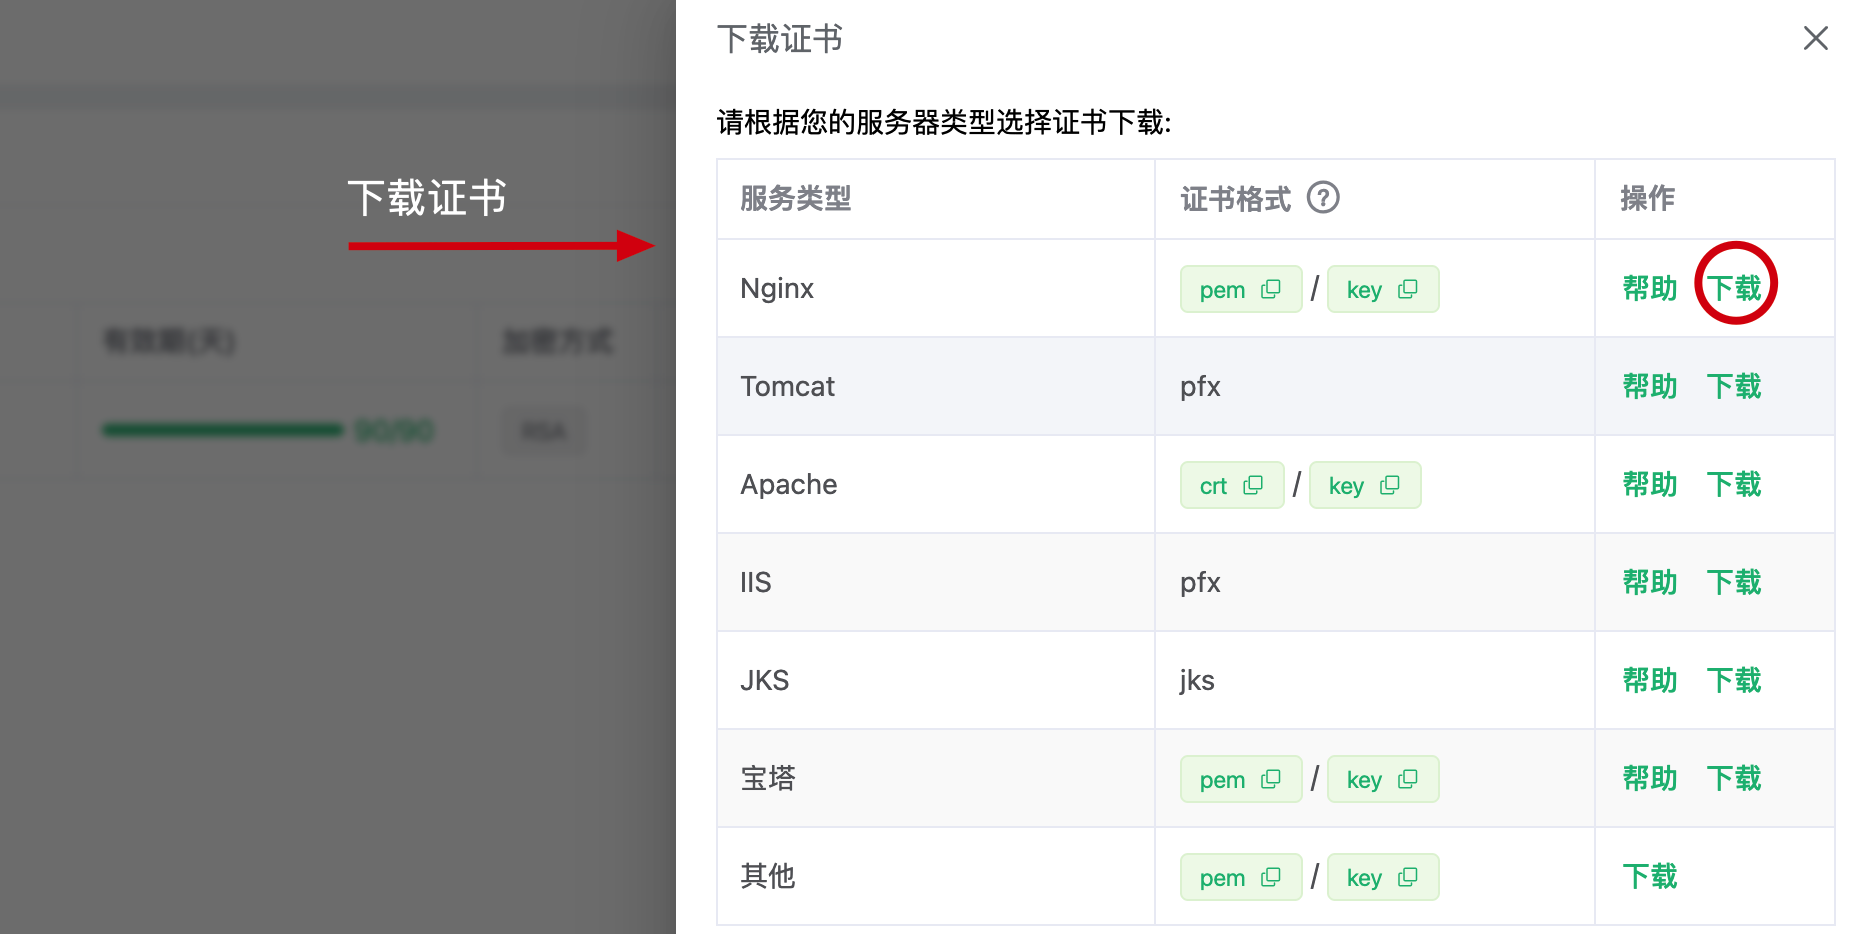 下载证书
请根据您的服务器类型选择证书下载:
下载证书
服务类型 证书格式 ? 操作
Nginx pem / key 帮助 下载
有效期(天) 加密方式
Tomcat pfx 帮助 下载
90/90 RSA
Apache crt / key 帮助 下载
IIS pfx 帮助 下载
JKS jks 帮助 下载
宝塔 pem / key 帮助 下载
其他 pem / key 下载